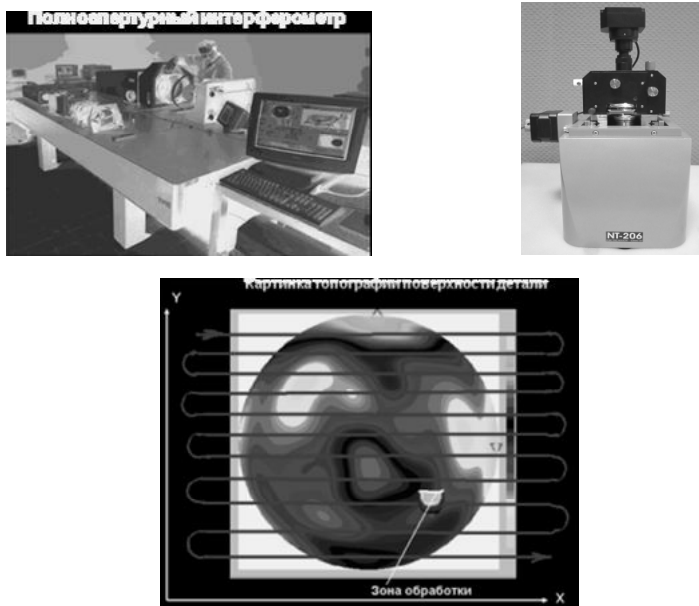 Полноапертурный интерферометр
NT-206
Картинка топографии поверхности детали
Y
Зона обработки
X